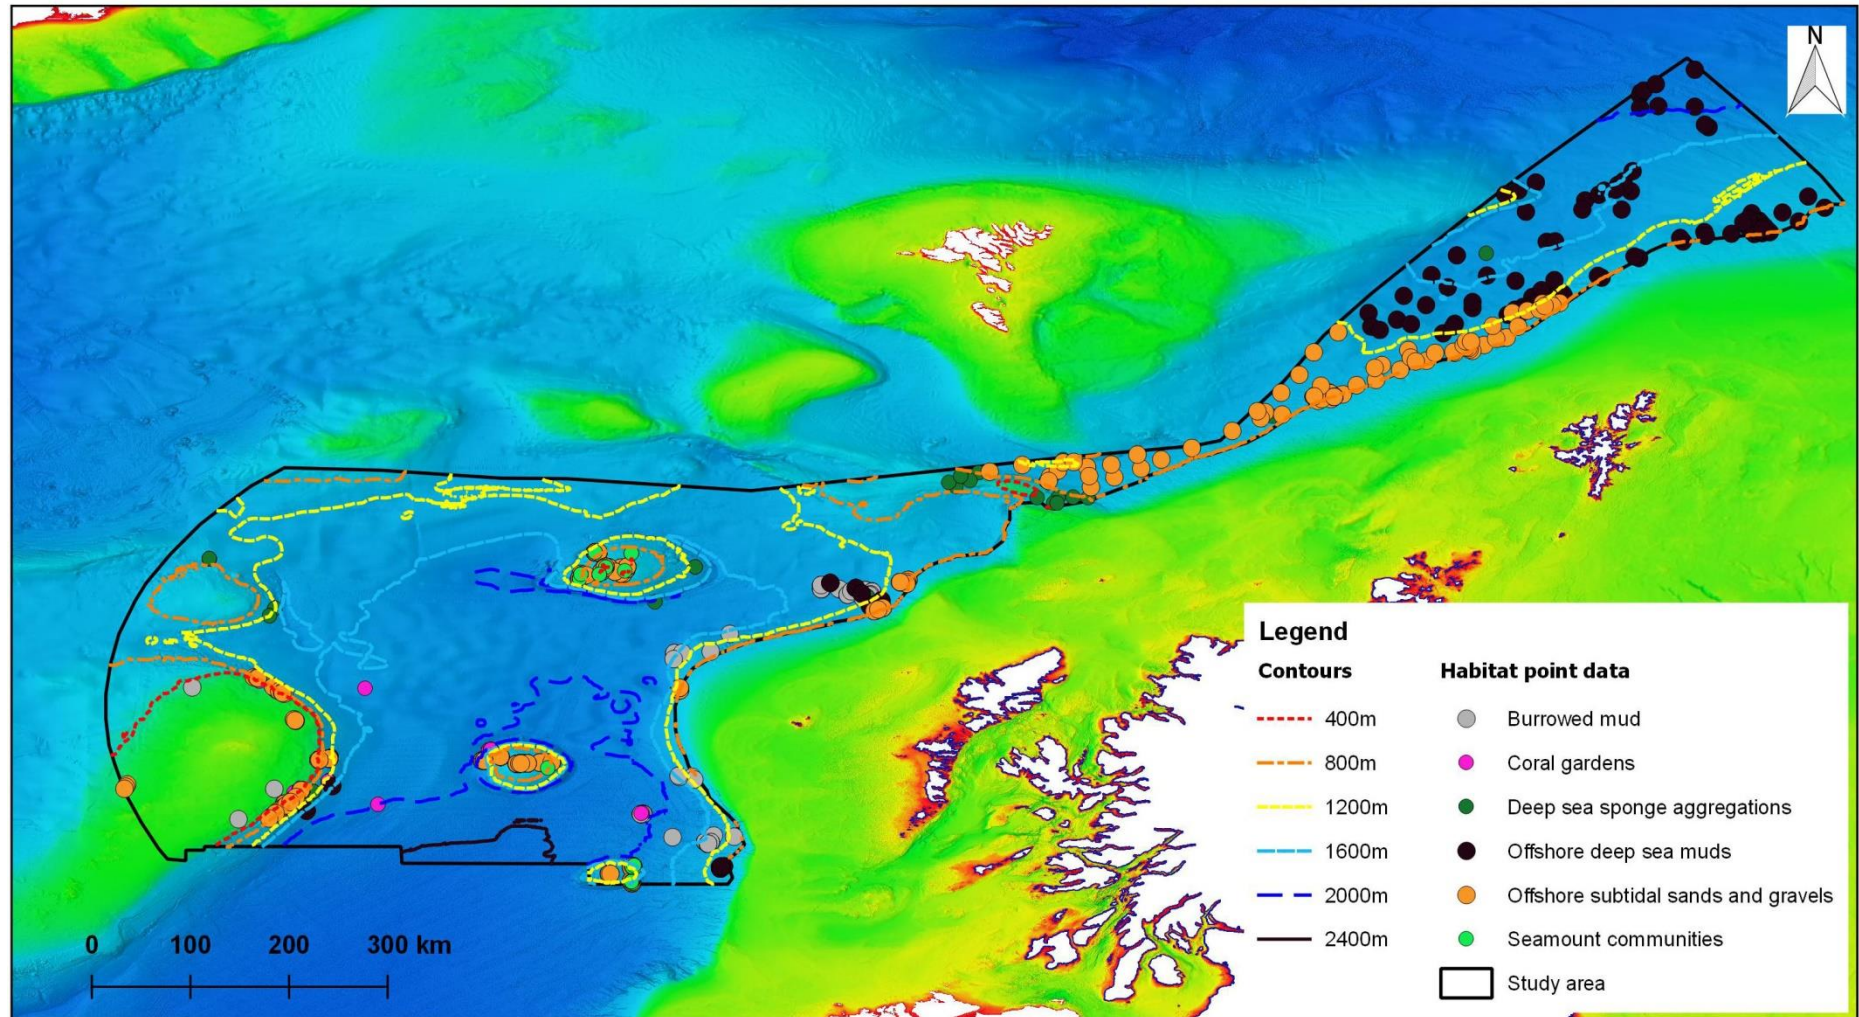 N
Legend
Contours
Habitat point data
400m
Burrowed mud
800m
Coral gardens
1200m
Deep sea sponge aggregations
1600m
Offshore deep sea muds
2000m
Offshore subtidal sands and gravels
2400m
Seamount communities
Study area
0 100 200 300 km